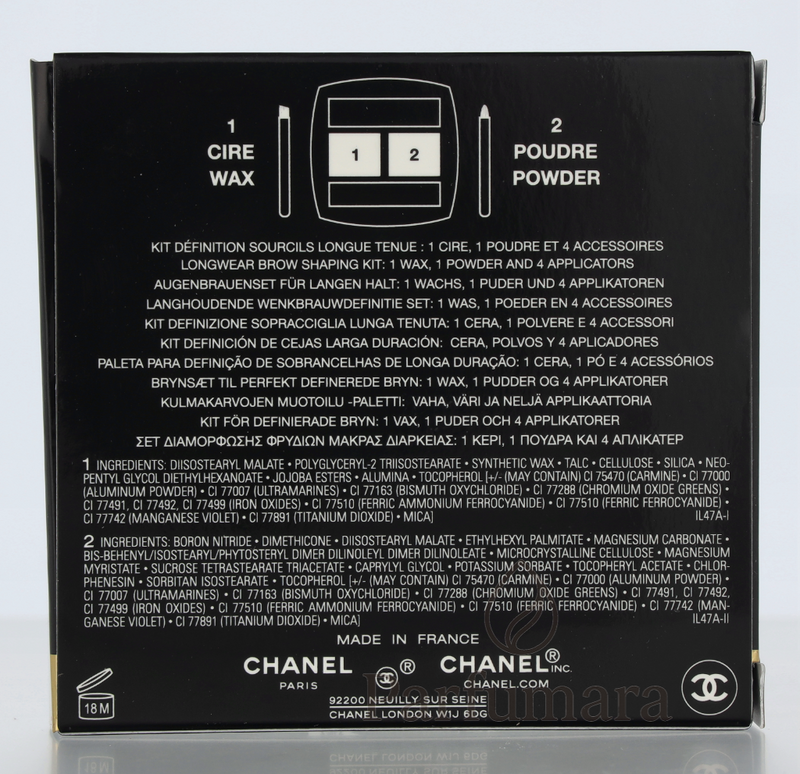 1
CIRE
WAX
1 2
2
POUDRE
POWDER
KIT DÉFINITION SOURCILS LONGUE TENUE : 1 CIRE, 1 POUDRE ET 4 ACCESSOIRES
LONGWEAR BROW SHAPING KIT: 1 WAX, 1 POWDER AND 4 APPLICATORS
AUGENBRAUENSET FÜR LANGEN HALT: 1 WACHS, 1 PUDER UND 4 APPLIKATOREN
LANGHOUDENDE WENKBRAUWDEFINITIE SET: 1 WAS, 1 POEDER EN 4 ACCESSOIRES
KIT DEFINIZIONE SOPRACCIGLIA LUNGA TENUTA: 1 CERA, 1 POLVERE E 4 ACCESSORI
KIT DEFINICIÓN DE CEJAS LARGA DURACIÓN: CERA, POLVOS Y 4 APLICADORES
PALETA PARA DEFINIÇÃO DE SOBRANCELHAS DE LONGA DURAÇÃO: 1 CERA, 1 PÓ E 4 ACESSÓRIOS
BRYNSÆT TIL PERFEKT DEFINEREDE BRYN: 1 WAX, 1 PUDDER OG 4 APPLIKATORER
KULMAKARVOJEN MUOTOILU -PALETTI: VAHA, VÄRI JA NELJÄ APPLIKAATTORIA
KIT FÖR DEFINIERADE BRYN: 1 VAX, 1 PUDER OCH 4 APPLIKATORER
ΣΕΤ ΔΙΑΜΟΡΦΩΣΗΣ ΦΡΥΔΙΩΝ ΜΑΚΡΑΣ ΔΙΑΡΚΕΙΑΣ: 1 ΚΕΡΙ, 1 ΠΟΥΔΡΑ ΚΑΙ 4 ΑΠΛΙΚΑΤΕΡ
1 INGREDIENTS: DIISOSTEARYL MALATE • POLYGLYCERYL-2 TRIISOSTEARATE • SYNTHETIC WAX • TALC • CELLULOSE • SILICA • NEO-
PENTYL GLYCOL DIETHYLHEXANOATE • JOJOBA ESTERS • ALUMINA • TOCOPHEROL [+/- (MAY CONTAIN) CI 75470 (CARMINE) • CI 77000
(ALUMINUM POWDER) • CI 77007 (ULTRAMARINES) • CI 77163 (BISMUTH OXYCHLORIDE) • CI 77288 (CHROMIUM OXIDE GREENS) •
CI 77491, CI 77492, CI 77499 (IRON OXIDES) • CI 77510 (FERRIC AMMONIUM FERROCYANIDE) • CI 77510 (FERRIC FERROCYANIDE) •
CI 77742 (MANGANESE VIOLET) • CI 77891 (TITANIUM DIOXIDE) • MICA] IL47A-I
2 INGREDIENTS: BORON NITRIDE • DIMETHICONE • DIISOSTEARYL MALATE • ETHYLHEXYL PALMITATE • MAGNESIUM CARBONATE •
BIS-BEHENYL/ISOSTEARYL/PHYTOSTERYL DIMER DILINOLEYL DIMER DILINOLEATE • MICROCRYSTALLINE CELLULOSE • MAGNESIUM
MYRISTATE • SUCROSE TETRASTEARATE TRIACETATE • CAPRYLYL GLYCOL • POTASSIUM SORBATE • TOCOPHERYL ACETATE • CHLOR-
PHENESIN • SORBITAN ISOSTEARATE • TOCOPHEROL [+/- (MAY CONTAIN) CI 75470 (CARMINE) • CI 77000 (ALUMINUM POWDER) •
CI 77007 (ULTRAMARINES) • CI 77163 (BISMUTH OXYCHLORIDE) • CI 77288 (CHROMIUM OXIDE GREENS) • CI 77491, CI 77492,
CI 77499 (IRON OXIDES) • CI 77510 (FERRIC AMMONIUM FERROCYANIDE) • CI 77510 (FERRIC FERROCYANIDE) • CI 77742 (MAN-
GANESE VIOLET) • CI 77891 (TITANIUM DIOXIDE) • MICA] IL47A-II
MADE IN FRANCE
CHANEL ® CHANEL® INC.
PARIS CHANEL.COM
92200 NEUILLY SUR SEINE
CHANEL LONDON W1J 6DG
18 M
Parfumara